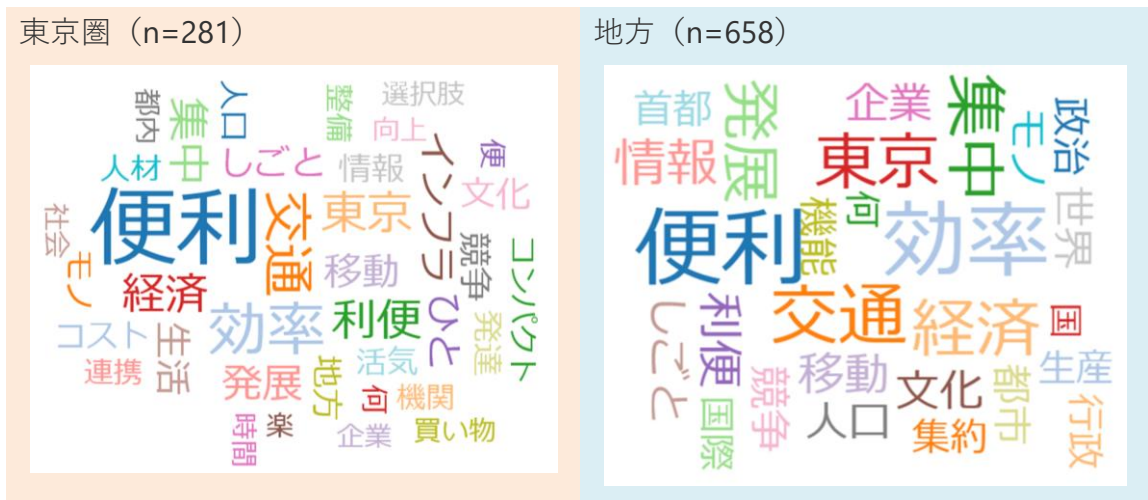 東京圏（n=281）
都内
集中
人口
整備
選択肢
向上
インフラ
便
人材
しごと
情報
文化
社会
便利
交通
東京
競争
コンパクト
モノ
経済
移動
ひと
コスト
生活
効率
利便
発達
連携
発展
地方
活気
何
機関
時間
楽
企業
買い物
地方（n=658）
首都
発展
企業
集中
モノ
政治
情報
東京
便利
機能
何
効率
世界
しごと
利便
交通
経済
国
国際
競争
移動
人口
文化
集約
都市
生産
行政